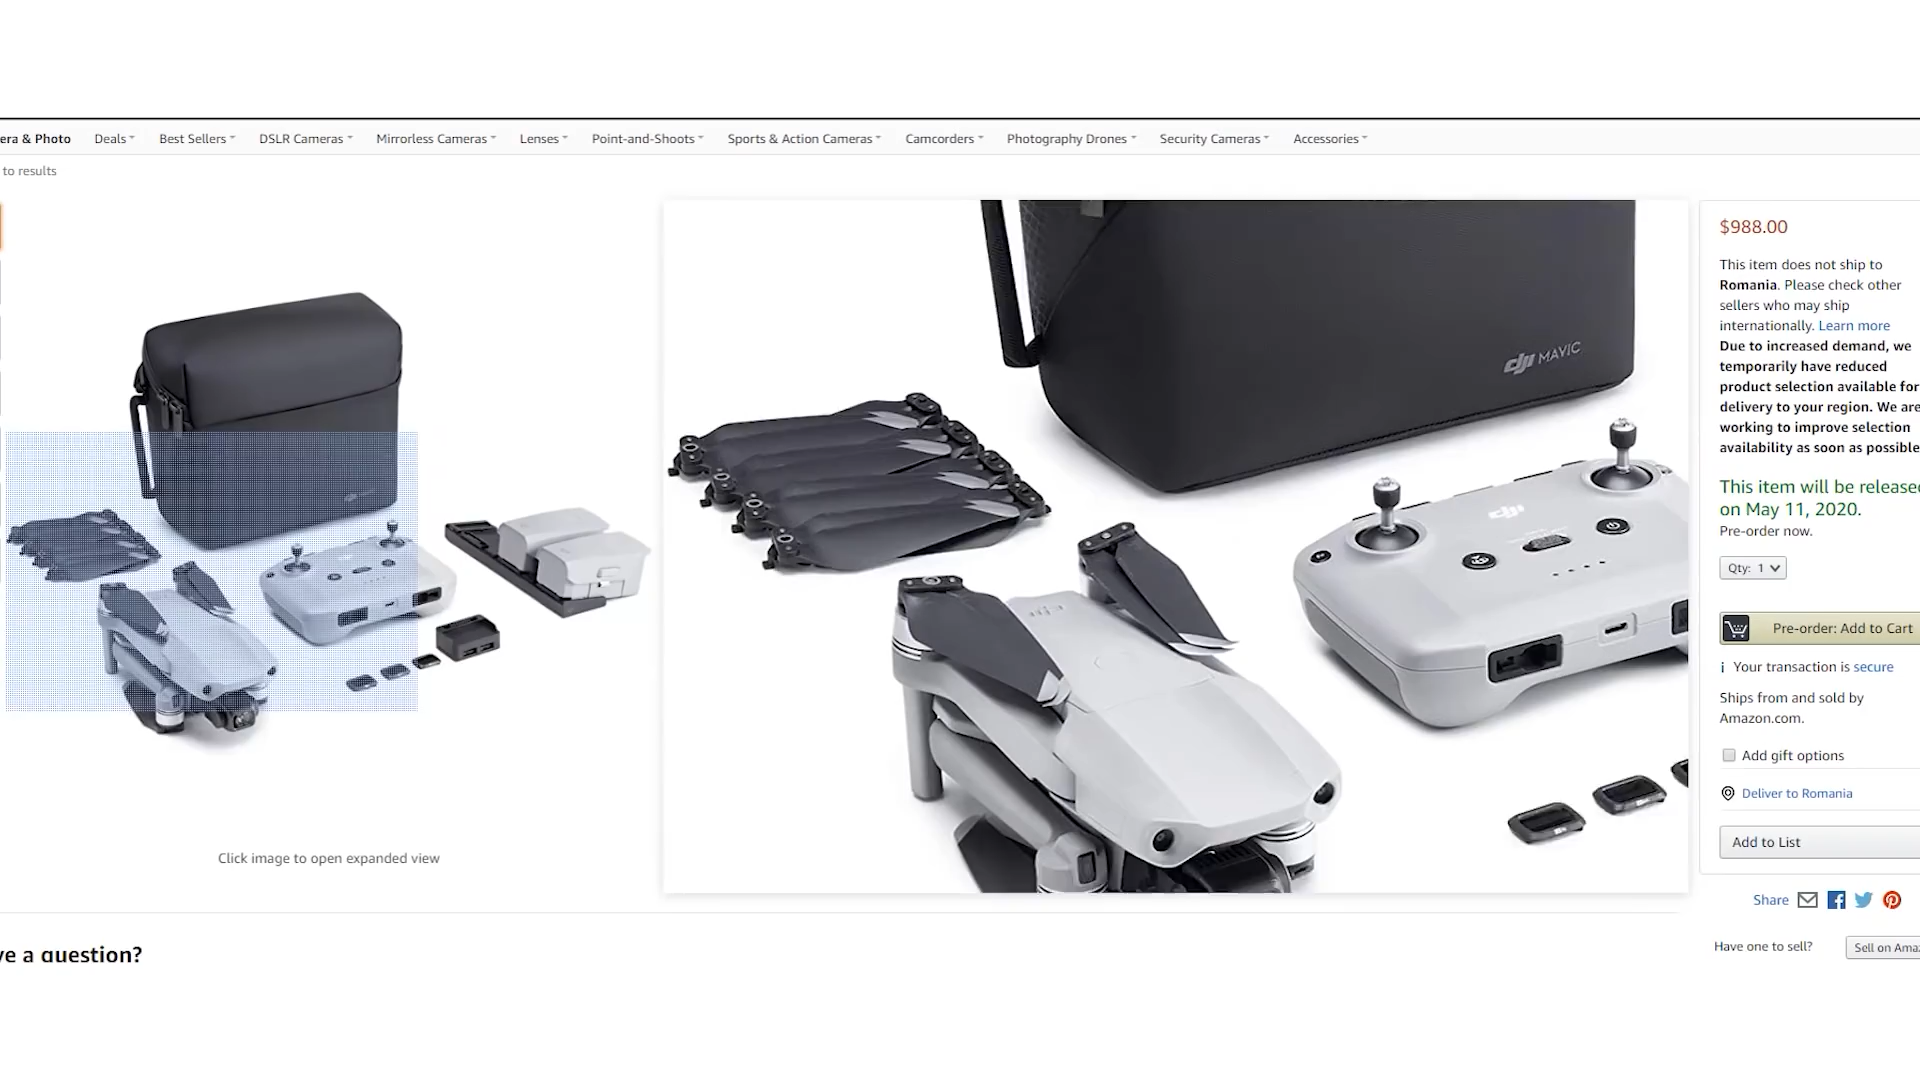 era & Photo Deals Best Sellers DSLR Cameras Mirrorless Cameras Lenses Point-and-Shoots Sports & Action Cameras Camcorders Photography Drones Security Cameras Accessories
to results
dji MAVIC
Click image to open expanded view
$988.00
This item does not ship to
Romania. Please check other
sellers who may ship
internationally. Learn more
Due to increased demand, we
temporarily have reduced
product selection available for
delivery to your region. We are
working to improve selection
availability as soon as possible
This item will be released
on May 11, 2020.
Pre-order now.
Qty: 1
Pre-order: Add to Cart
i Your transaction is secure
Ships from and sold by
Amazon.com.
Add gift options
Deliver to Romania
Add to List
Share
Have one to sell? Sell on Amaz
ve a question?